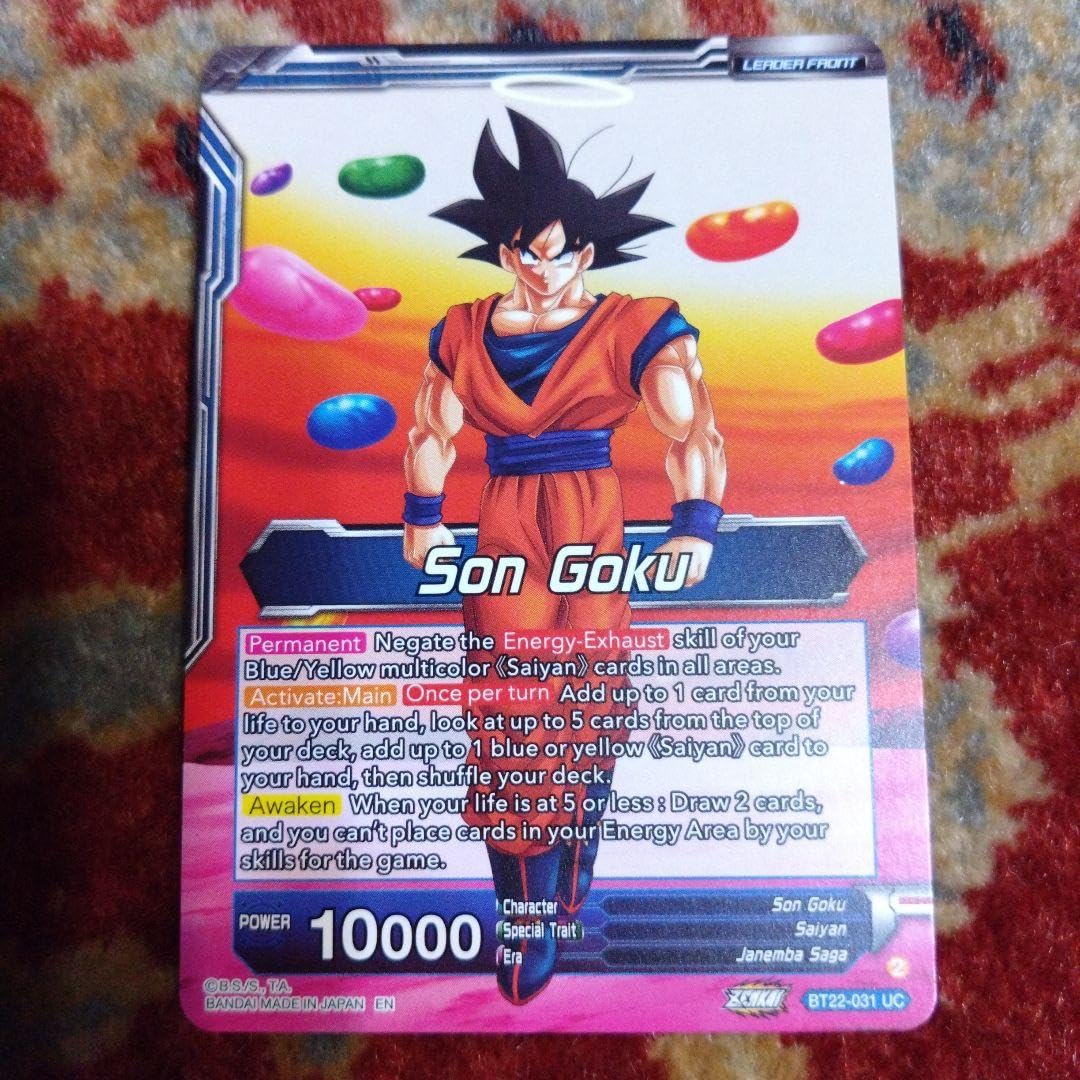 LEADER FRONT
Son Goku
Permanent Negate the Energy-Exhaust skill of your
Blue/Yellow multicolor《Saiyan》cards in all areas.
Activate:Main Once per turn Add up to 1 card from your
life to your hand, look at up to 5 cards from the top of
your deck, add up to 1 blue or yellow《Saiyan》card to
your hand, then shuffle your deck.
Awaken When your life is at 5 or less : Draw 2 cards,
and you can't place cards in your Energy Area by your
skills for the game.
POWER 10000
Character Son Goku
Special Trait Saiyan
Era Janemba Saga
2
©B.S./S., T.A.
BANDAI MADE IN JAPAN EN
ZENKAI BT22-031 UC